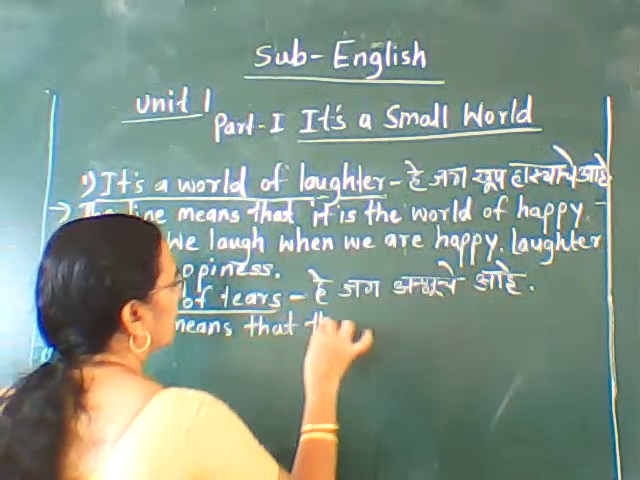 Sub-English
Unit 1
Part-I It's a Small World
1) It's a world of laughter - हे जग खूप हास्याचे आहे
→ The line means that it is the world of happy
We laugh when we are happy. laughter
opiness.
of tears - हे जग अश्रूचे आहे.
means that th